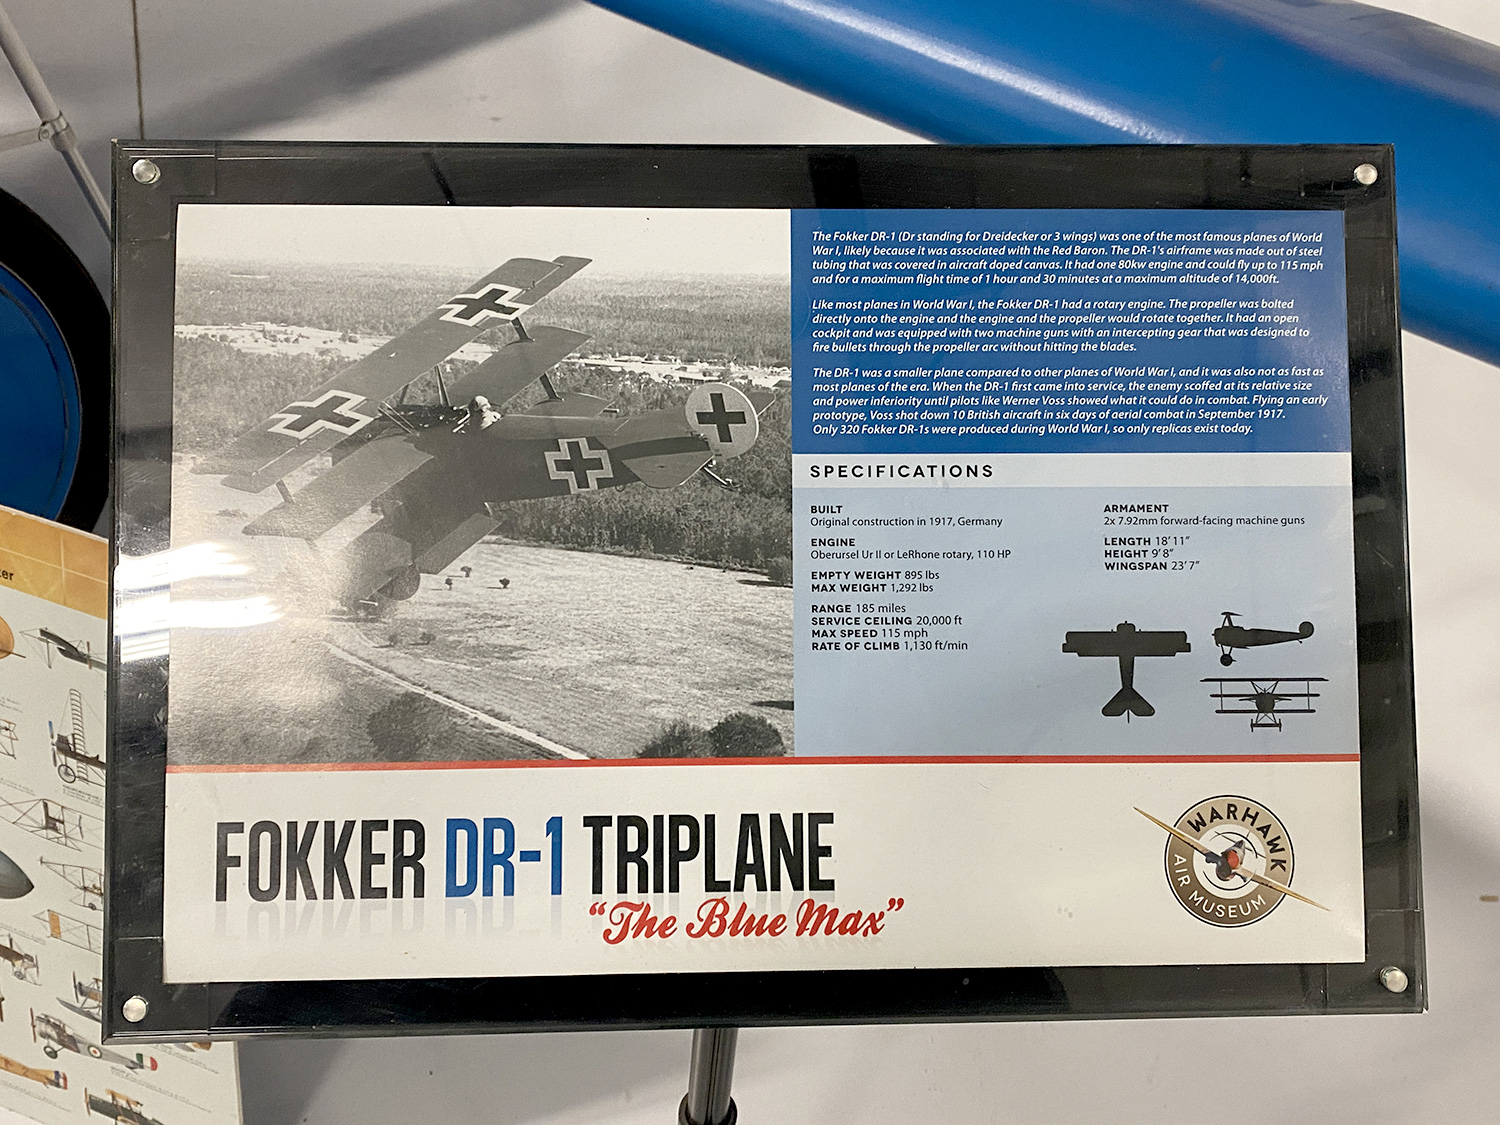 The Fokker DR-1 (Dr standing for Dreidecker or 3 wings) was one of the most famous planes of World
War I, likely because it was associated with the Red Baron. The DR-1's airframe was made out of steel
tubing that was covered in aircraft doped canvas. It had one 80kw engine and could fly up to 115 mph
and for a maximum flight time of 1 hour and 30 minutes at a maximum altitude of 14,000ft.
Like most planes in World War I, the Fokker DR-1 had a rotary engine. The propeller was bolted
directly onto the engine and the engine and the propeller would rotate together. It had an open
cockpit and was equipped with two machine guns with an intercepting gear that was designed to
fire bullets through the propeller arc without hitting the blades.
The DR-1 was a smaller plane compared to other planes of World War I, and it was also not as fast as
most planes of the era. When the DR-1 first came into service, the enemy scoffed at its relative size
and power inferiority until pilots like Werner Voss showed what it could do in combat. Flying an early
prototype, Voss shot down 10 British aircraft in six days of aerial combat in September 1917.
Only 320 Fokker DR-1s were produced during World War I, so only replicas exist today.
SPECIFICATIONS
BUILT
Original construction in 1917, Germany
ENGINE
Oberursel Ur II or LeRhone rotary, 110 HP
EMPTY WEIGHT 895 lbs
MAX WEIGHT 1,292 lbs
RANGE 185 miles
SERVICE CEILING 20,000 ft
MAX SPEED 115 mph
RATE OF CLIMB 1,130 ft/min
ARMAMENT
2x 7.92mm forward-facing machine guns
LENGTH 18' 11"
HEIGHT 9' 8"
WINGSPAN 23' 7"
FOKKER DR-1 TRIPLANE
"The Blue Max"
WARHAWK
AIR MUSEUM